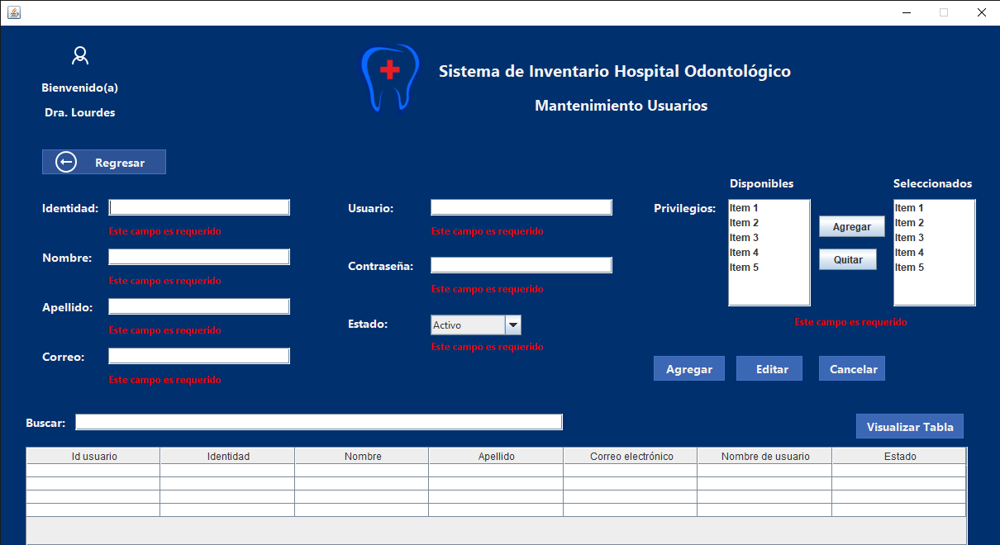 Bienvenido(a)
Dra. Lourdes
Sistema de Inventario Hospital Odontológico
Mantenimiento Usuarios
Regresar
Identidad:
Este campo es requerido
Nombre:
Este campo es requerido
Apellido:
Este campo es requerido
Correo:
Este campo es requerido
Usuario:
Este campo es requerido
Contraseña:
Este campo es requerido
Estado:
Activo
Este campo es requerido
Privilegios:
Disponibles
Item 1
Item 2
Item 3
Item 4
Item 5
Agregar
Quitar
Seleccionados
Item 1
Item 2
Item 3
Item 4
Item 5
Este campo es requerido
Agregar
Editar
Cancelar
Buscar:
Visualizar Tabla
Id usuario Identidad Nombre Apellido Correo electrónico Nombre de usuario Estado